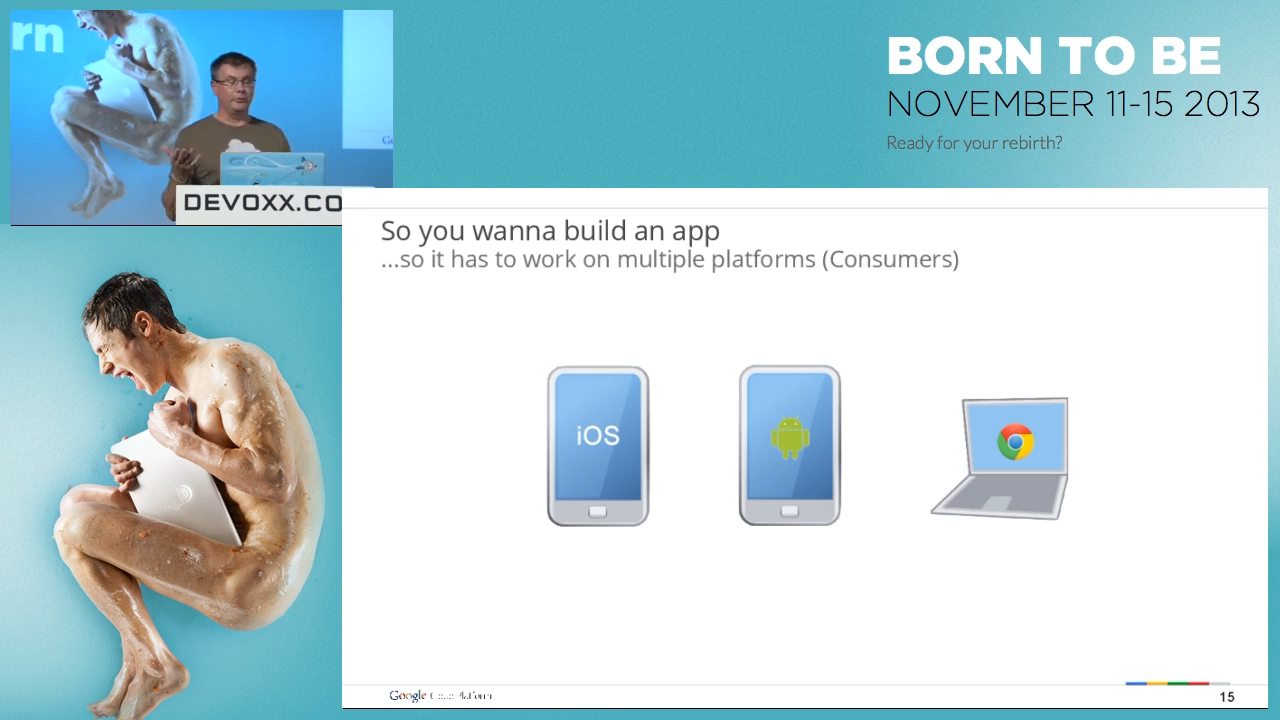 rn
BORN TO BE
NOVEMBER 11-15 2013
Ready for your rebirth?
DEVOXX.CO
So you wanna build an app
...so it has to work on multiple platforms (Consumers)
iOS
Google
15